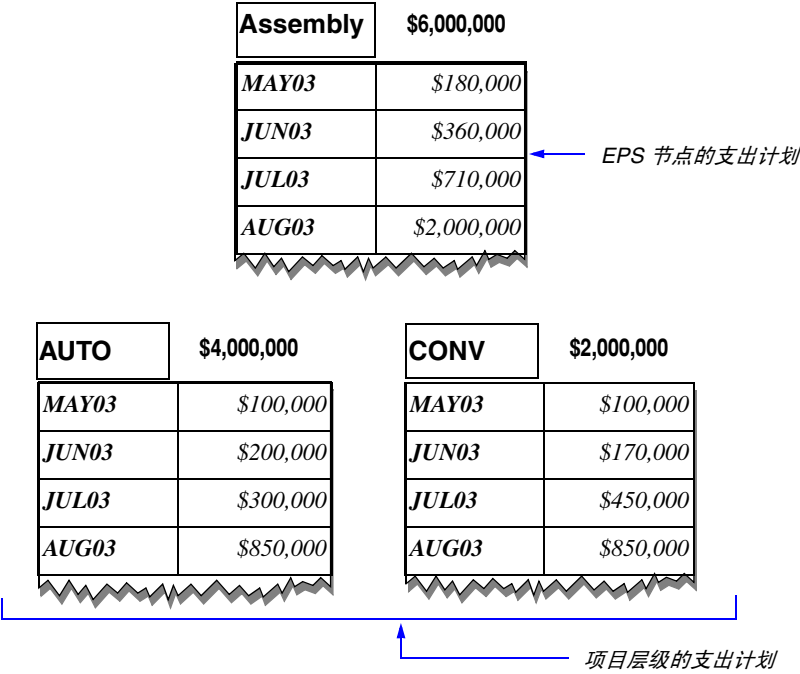 Assembly $6,000,000
MAY03 $180,000
JUN03 $360,000
EPS 节点的支出计划
JUL03 $710,000
AUG03 $2,000,000
AUTO $4,000,000
MAY03 $100,000
JUN03 $200,000
JUL03 $300,000
AUG03 $850,000
CONV $2,000,000
MAY03 $100,000
JUN03 $170,000
JUL03 $450,000
AUG03 $850,000
项目层级的支出计划